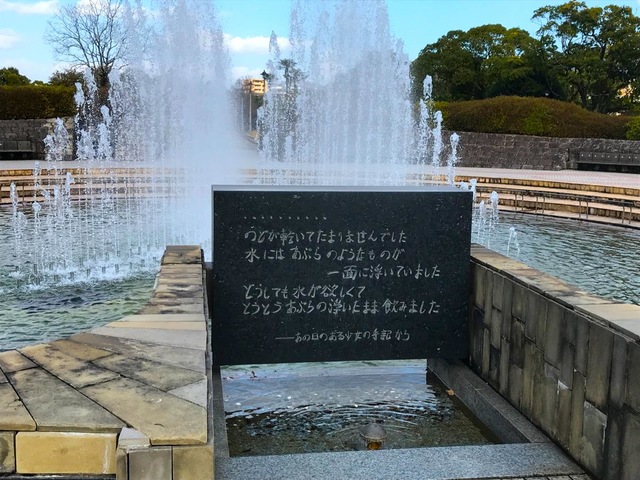 ・・・・・・・・・・
のどが乾いてたまりませんでした
水にはあぶらのようなものが
一面に浮いていました
どうしても水が欲しくて
とうとうあぶらの浮いたまま飲みました
――あの日のある少女の手記から